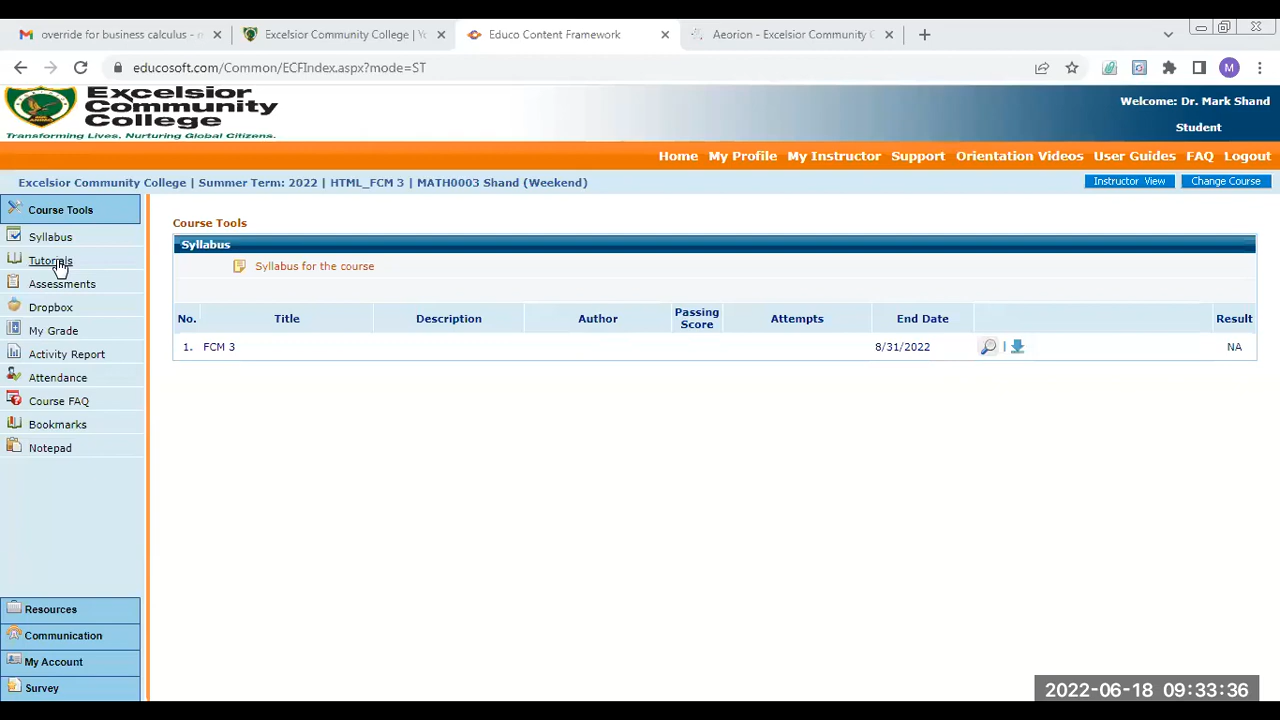 override for business calculus -
Excelsior Community College |
Educo Content Framework
Aeorion - Excelsior Community
educosoft.com/Common/ECFIndex.aspx?mode=ST
M
Excelsior
Community
College
Transforming Lives. Nurturing Global Citizens.
Welcome: Dr. Mark Shand
Student
Home My Profile My Instructor Support Orientation Videos User Guides FAQ Logout
Excelsior Community College | Summer Term: 2022 | HTML_FCM 3 | MATH0003 Shand (Weekend)
Instructor View Change Course
Course Tools
Syllabus
Tutorials
Assessments
Dropbox
My Grade
Activity Report
Attendance
Course FAQ
Bookmarks
Notepad
Resources
Communication
My Account
Survey
Course Tools
Syllabus
Syllabus for the course
No. Title Description Author Passing Score Attempts End Date Result
1. FCM 3 8/31/2022 | NA
2022-06-18 09:33:36